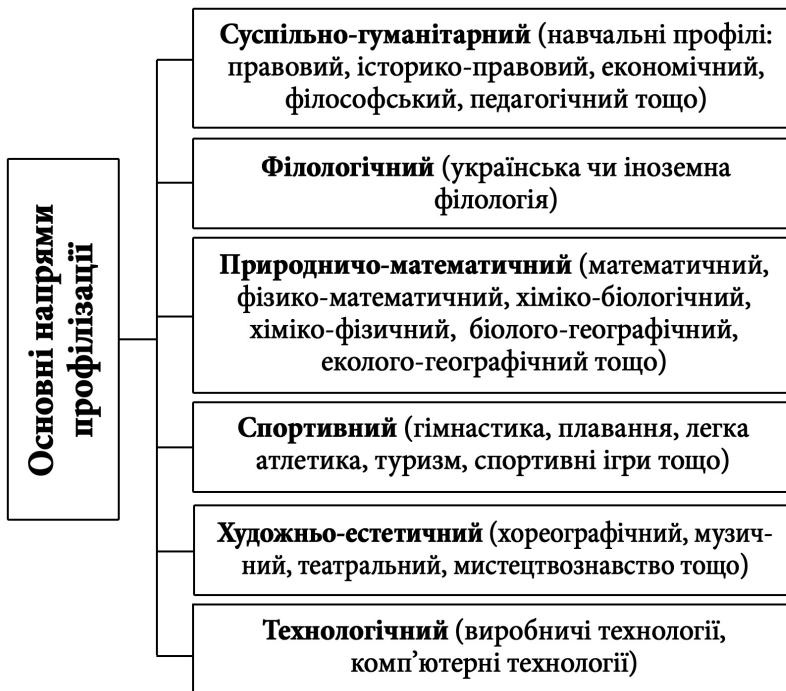 Основні напрями
профілізації
Суспільно-гуманітарний (навчальні профілі:
правовий, історико-правовий, економічний,
філософський, педагогічний тощо)
Філологічний (українська чи іноземна
філологія)
Природничо-математичний (математичний,
фізико-математичний, хіміко-біологічний,
хіміко-фізичний, біолого-географічний,
еколого-географічний тощо)
Спортивний (гімнастика, плавання, легка
атлетика, туризм, спортивні ігри тощо)
Художньо-естетичний (хореографічний, музич-
ний, театральний, мистецтвознавство тощо)
Технологічний (виробничі технології,
комп’ютерні технології)